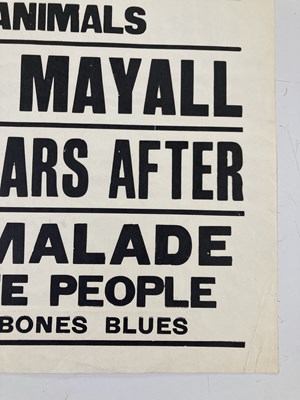 ANIMALS
MAYALL
ARS AFTER
MALADE
E PEOPLE
BONES BLUES